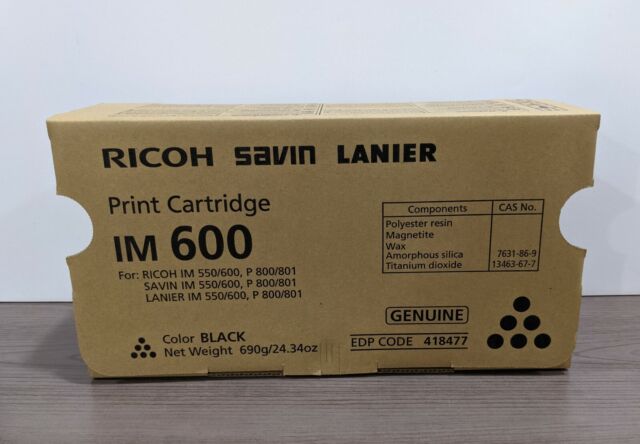 RICOH savin LANIER
Print Cartridge
IM 600
For: RICOH IM 550/600, P 800/801
SAVIN IM 550/600, P 800/801
LANIER IM 550/600, P 800/801
Color BLACK
Net Weight 690g/24.34oz
Components CAS No.
Polyester resin
Magnetite
Wax
Amorphous silica 7631-86-9
Titanium dioxide 13463-67-7
GENUINE
EDP CODE 418477